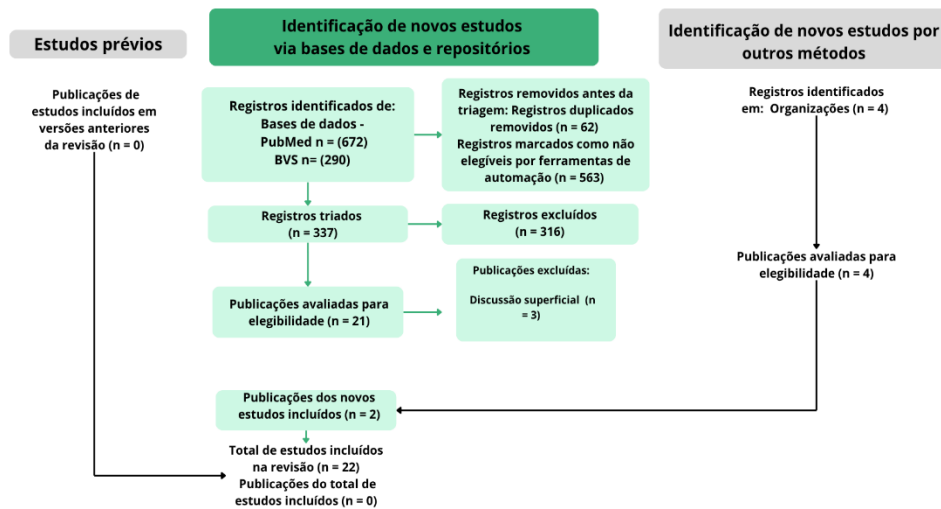 Estudos prévios
Identificação de novos estudos
via bases de dados e repositórios
Identificação de novos estudos por
outros métodos
Publicações de
estudos incluídos em
versões anteriores
da revisão (n = 0)
Registros identificados de:
Bases de dados -
PubMed n = (672)
BVS n= (290)
Registros removidos antes da
triagem: Registros duplicados
removidos (n = 62)
Registros marcados como não
elegíveis por ferramentas de
automação (n = 563)
Registros identificados
em: Organizações (n = 4)
Registros triados
(n = 337)
Registros excluídos
(n = 316)
Publicações avaliadas para
elegibilidade (n = 4)
Publicações avaliadas para
elegibilidade (n = 21)
Publicações excluídas:
Discussão superficial (n
= 3)
Publicações dos novos
estudos incluídos (n = 2)
Total de estudos incluídos
na revisão (n = 22)
Publicações do total de
estudos incluídos (n = 0)